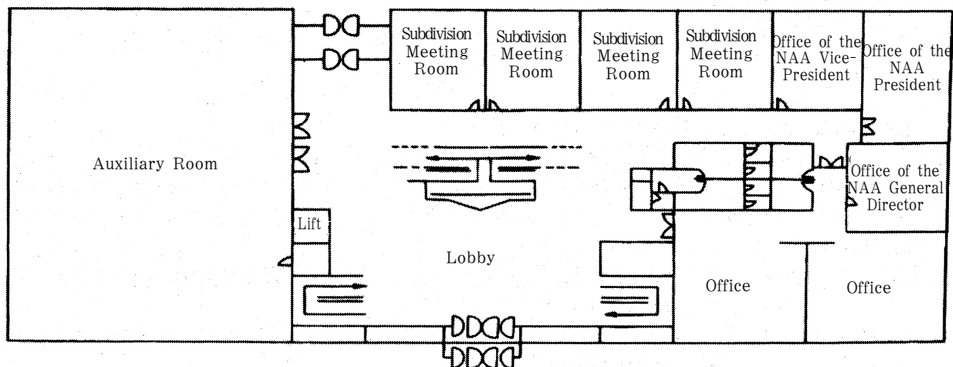 Subdivision
Meeting
Room
Subdivision
Meeting
Room
Subdivision
Meeting
Room
Subdivision
Meeting
Room
Office of the
NAA Vice-
President
Office of the
NAA
President
Auxiliary Room
Office of the
NAA General
Director
Lift
Lobby
Office
Office